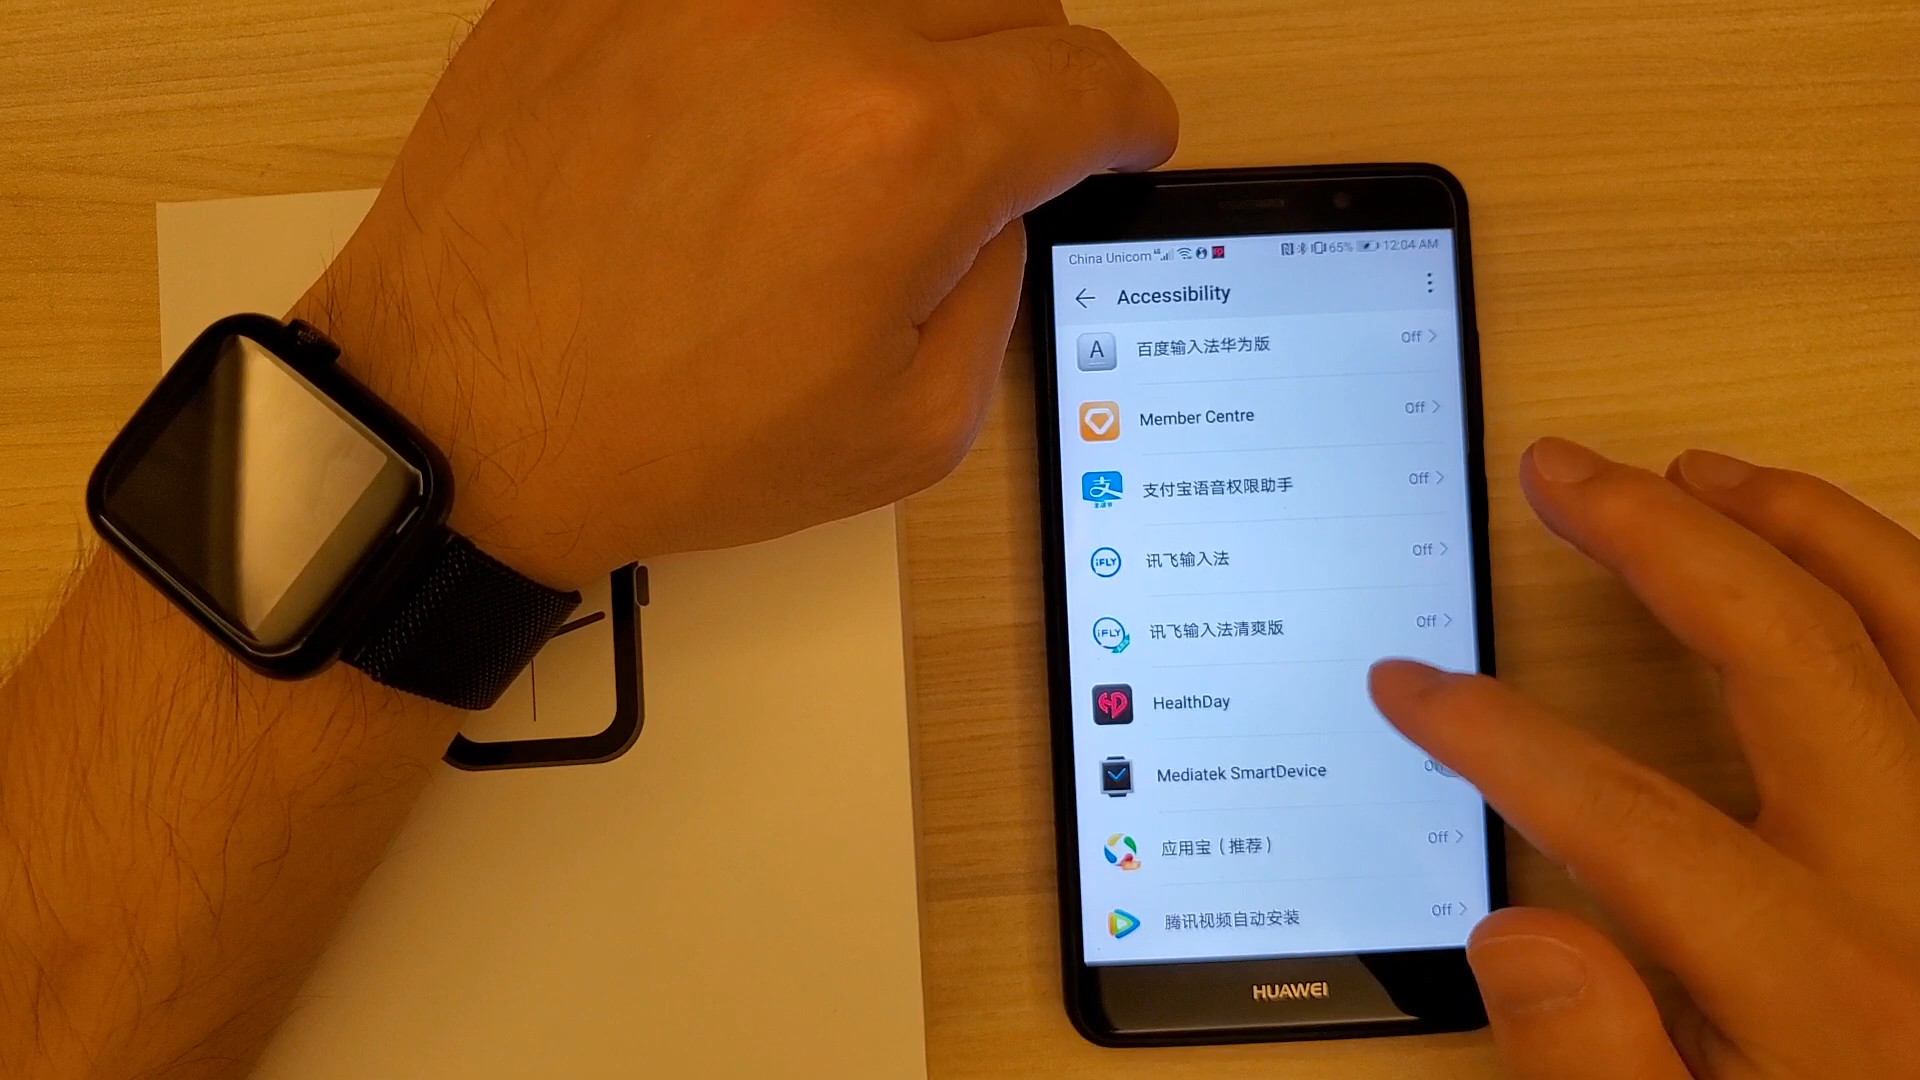 China Unicom 65% 12:04 AM
Accessibility
A 百度输入法华为版 Off
Member Centre Off
支 支付宝语音权限助手 Off
iFLY 讯飞输入法 Off
iFLY 讯飞输入法清爽版 Off
HealthDay
Mediatek SmartDevice
应用宝（推荐） Off
腾讯视频自动安装 Off
HUAWEI